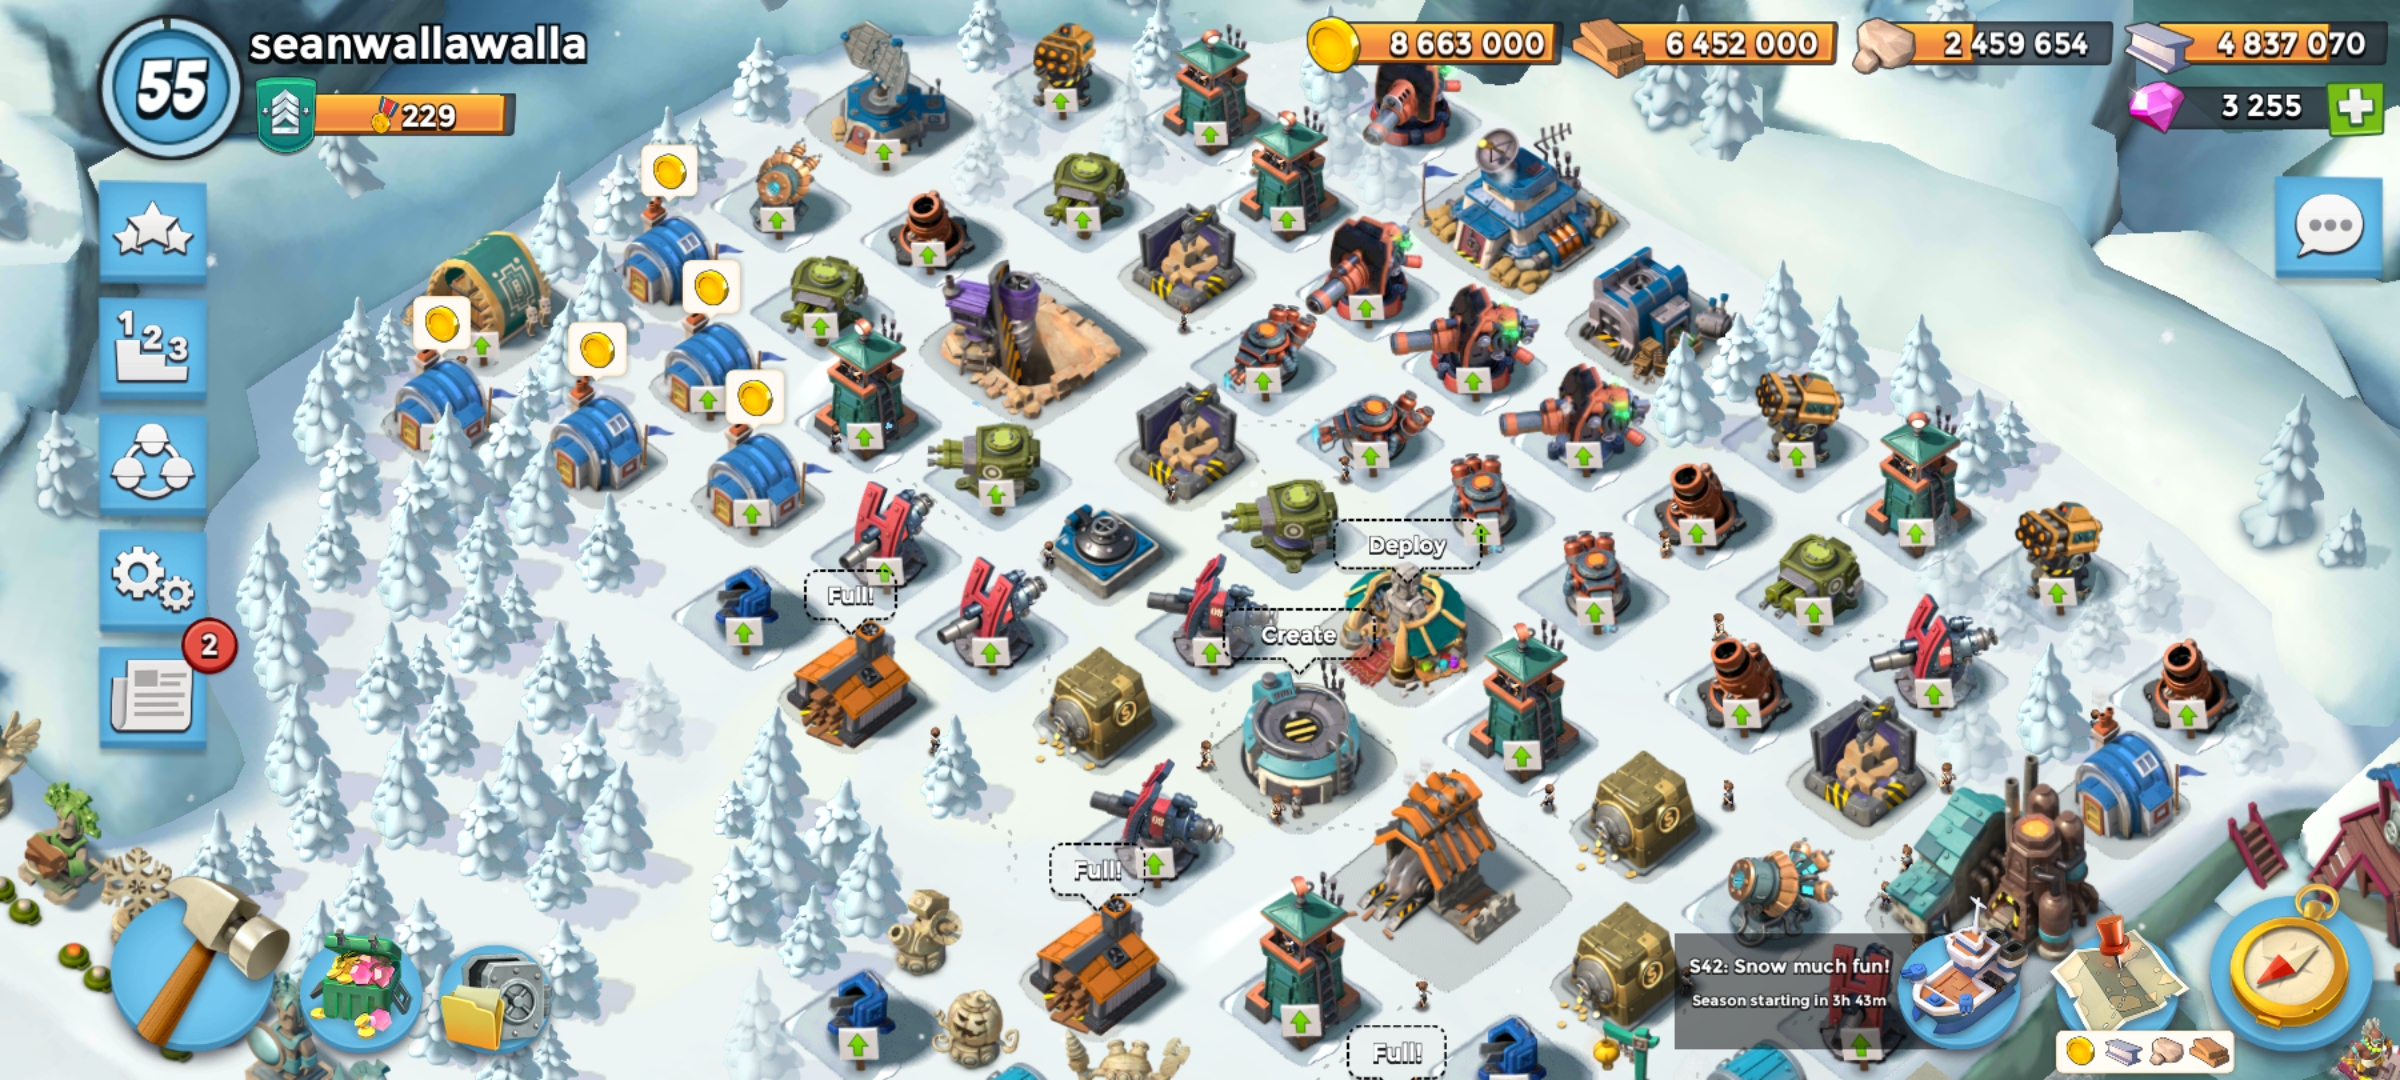 55
seanwallawalla
229
8 663 000
6 452 000
2 459 654
4 837 070
3 255
123
2
Full!
Deploy
Create
Full!
Full!
S42: Snow much fun!
Season starting in 3h 43m